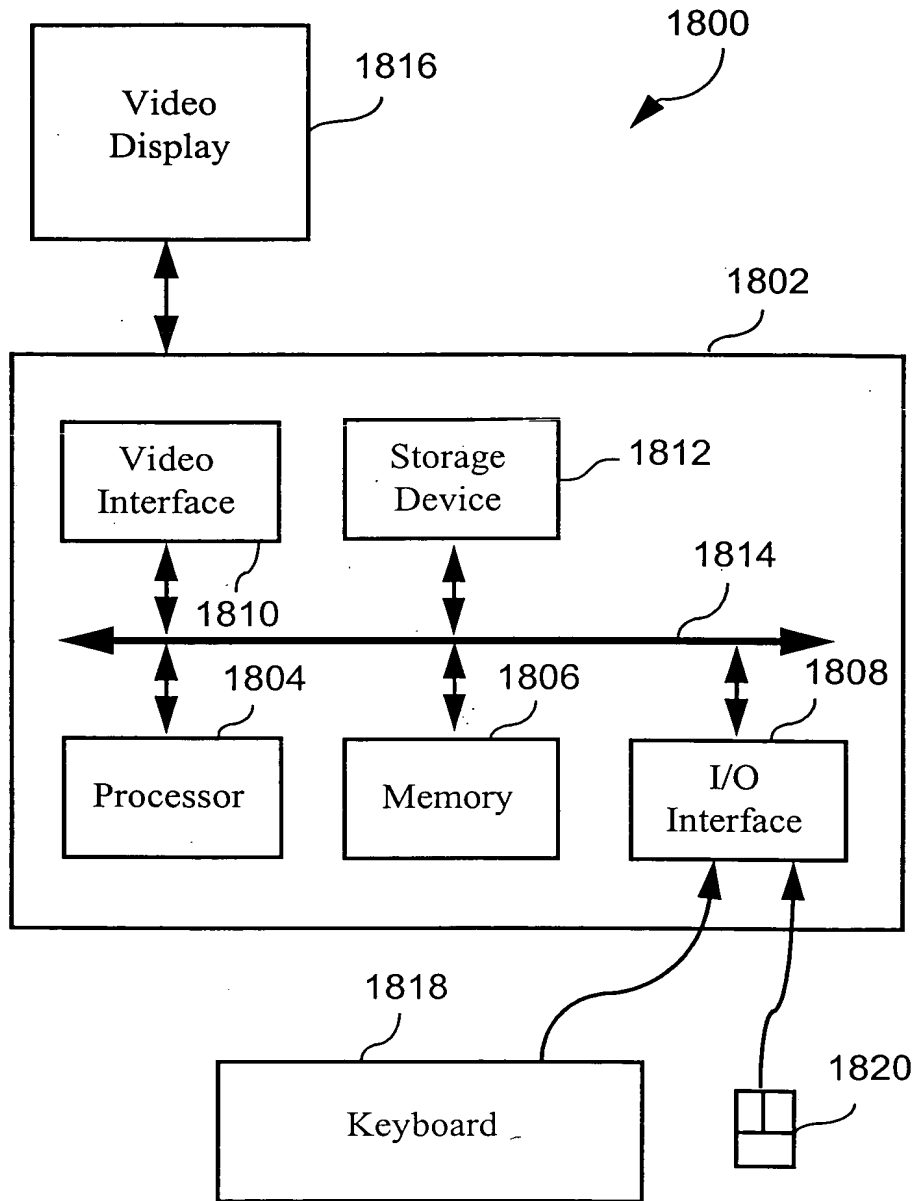 1800
1816
Video
Display
1802
Video
Interface
Storage
Device
1812
1810
1814
1804
1806
1808
Processor
Memory
I/O
Interface
1818
Keyboard
1820